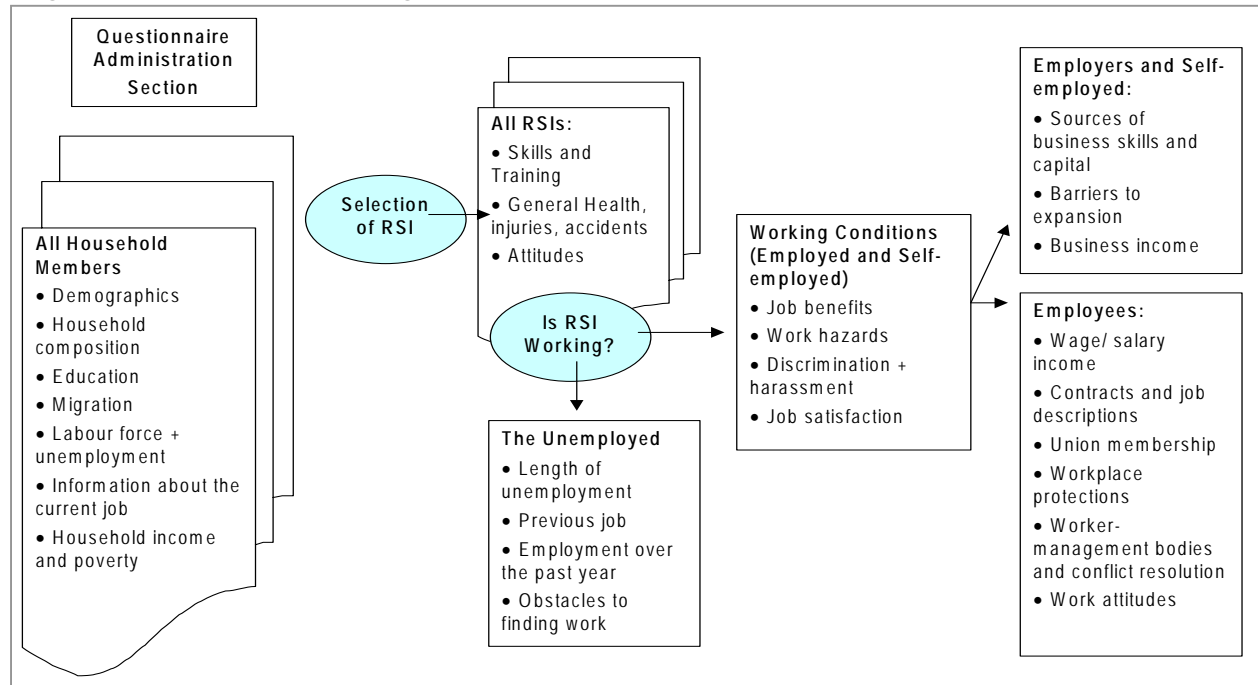 Questionnaire
Administration
Section
All Household
Members
• Demographics
• Household
composition
• Education
• Migration
• Labour force +
unemployment
• Information about the
current job
• Household income
and poverty
Selection
of RSI
All RSIs:
• Skills and
Training
• General Health,
injuries, accidents
• Attitudes
Is RSI
Working?
The Unemployed
• Length of
unemployment
• Previous job
• Employment over
the past year
• Obstacles to
finding work
Working Conditions
(Employed and Self-
employed)
• Job benefits
• Work hazards
• Discrimination +
harassment
• Job satisfaction
Employers and Self-
employed:
• Sources of
business skills and
capital
• Barriers to
expansion
• Business income
Employees:
• Wage/ salary
income
• Contracts and job
descriptions
• Union membership
• Workplace
protections
• Worker-
management bodies
and conflict resolution
• Work attitudes